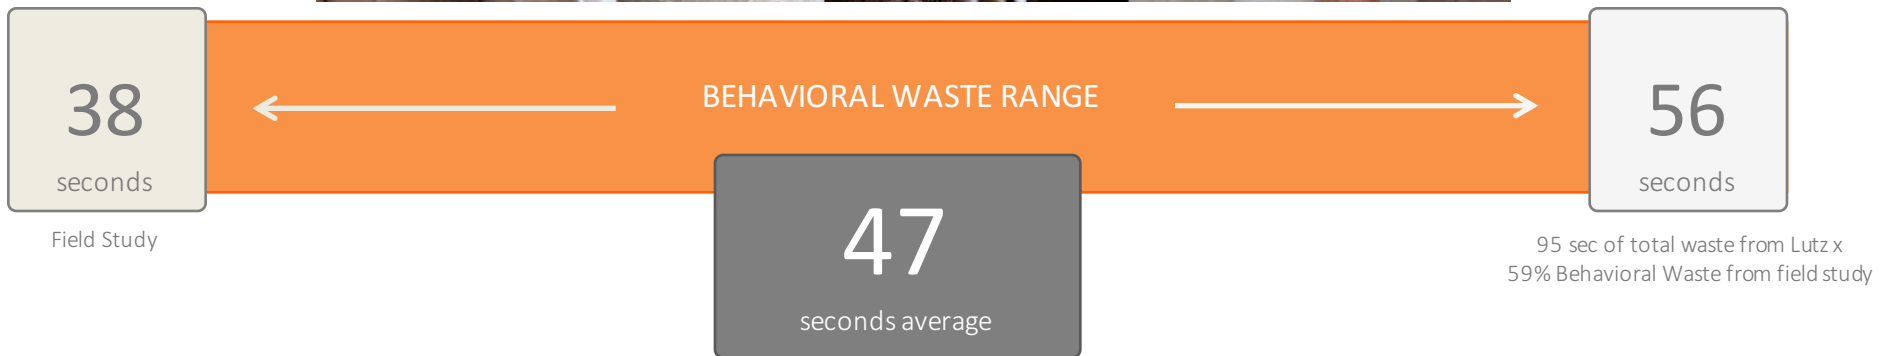 38
seconds
Field Study
BEHAVIORAL WASTE RANGE
47
seconds average
56
seconds
95 sec of total waste from Lutz x
59% Behavioral Waste from field study